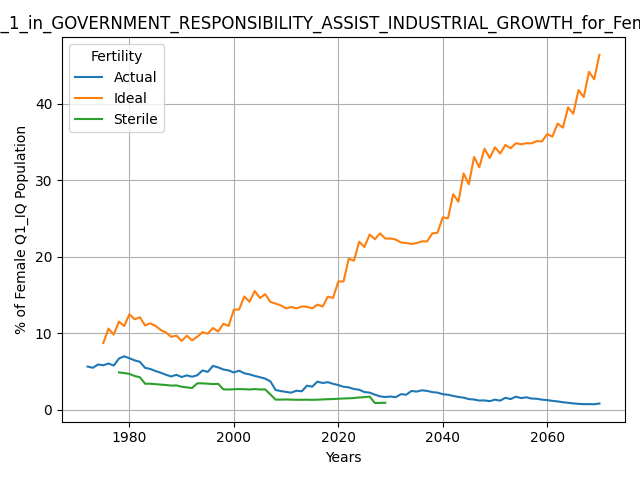 _1_in_GOVERNMENT_RESPONSIBILITY_ASSIST_INDUSTRIAL_GROWTH_for_Fem
Fertility
Actual
Ideal
Sterile
% of Female Q1_IQ Population
40
30
20
10
0
1980
2000
2020
2040
2060
Years